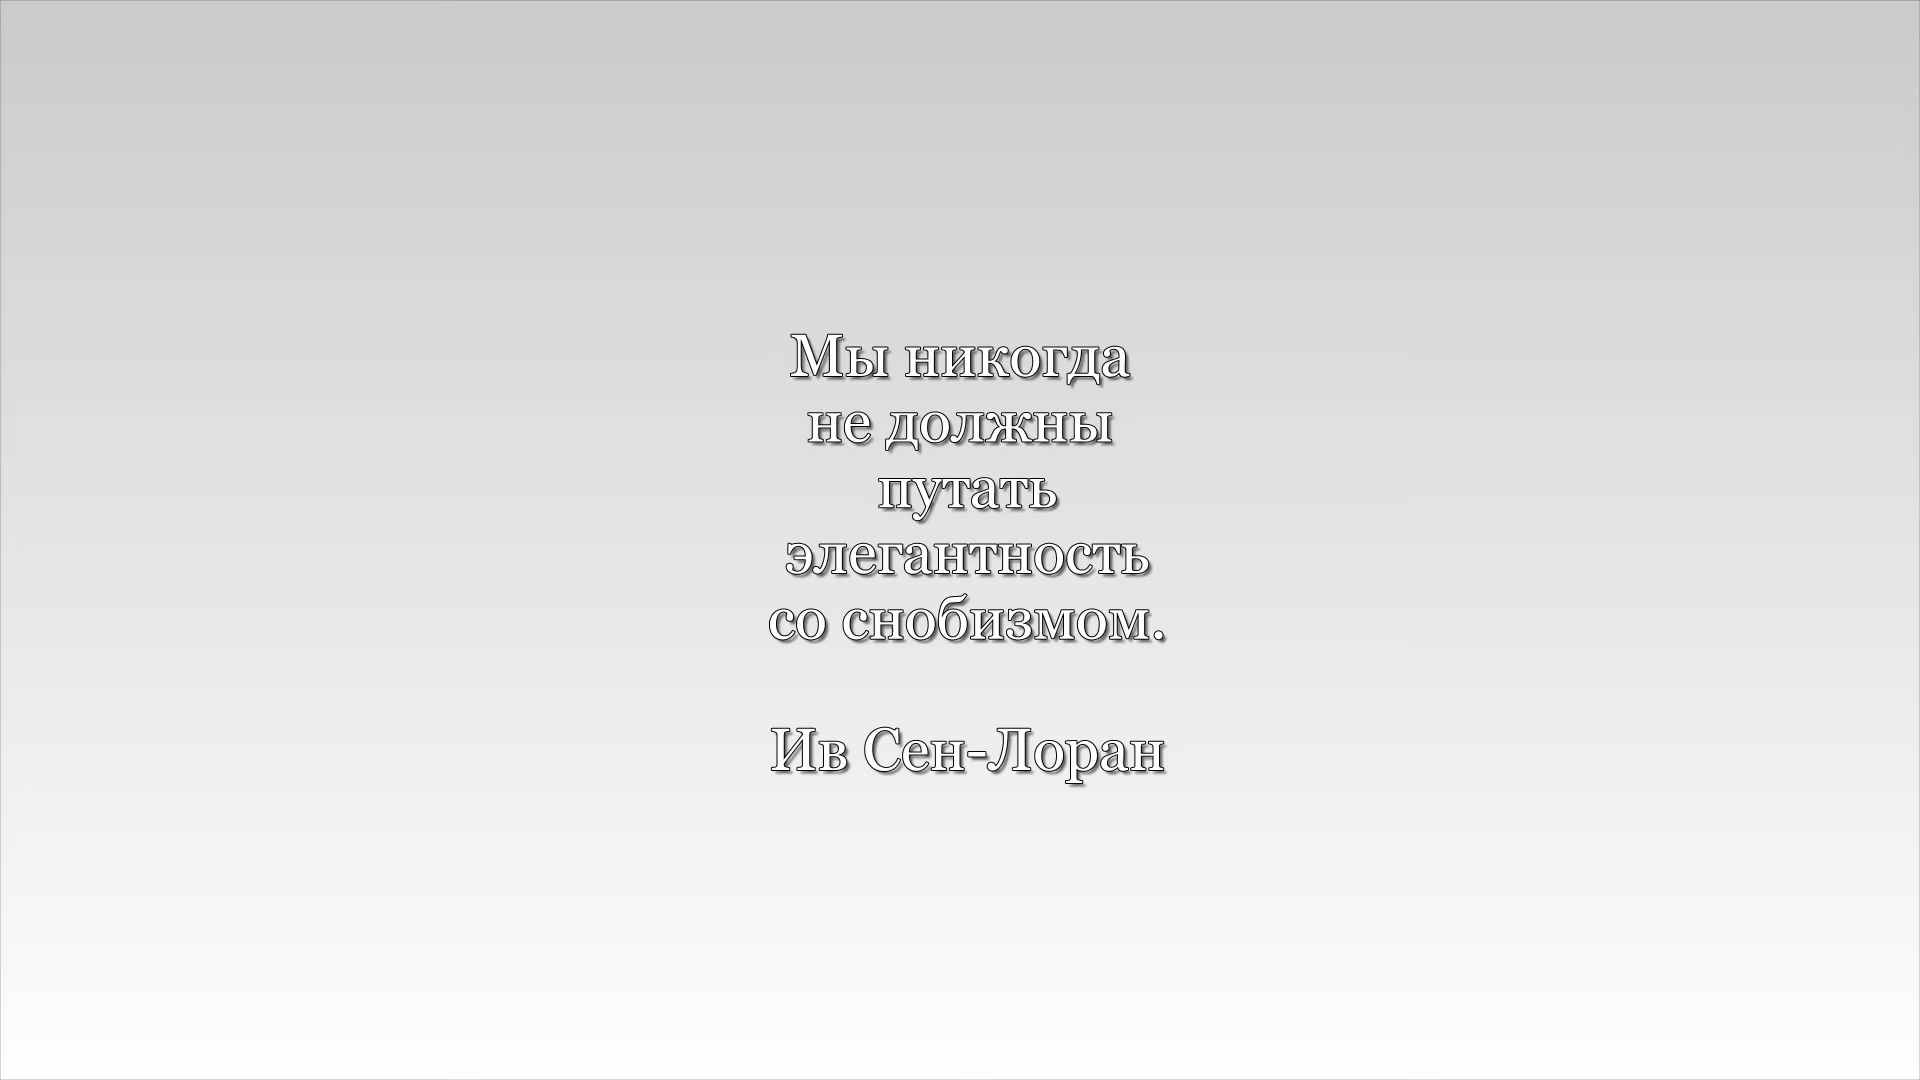 Мы никогда
не должны
путать
элегантность
со снобизмом.
Ив Сен-Лоран